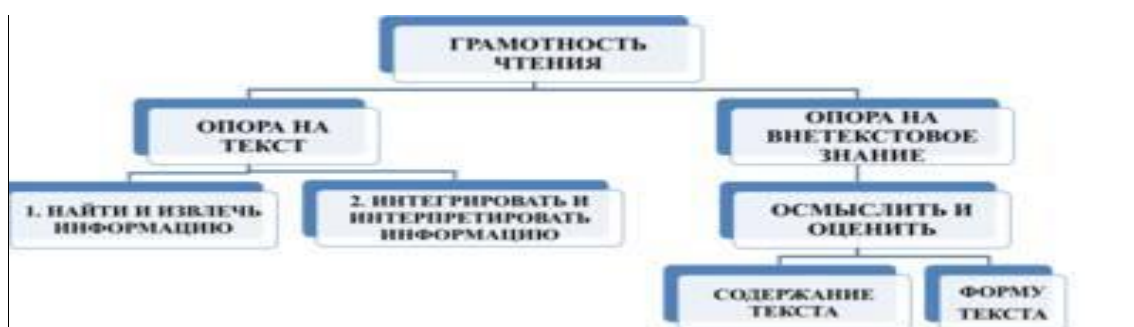 ГРАМОТНОСТЬ
ЧТЕНИЯ
ОПОРА НА
ТЕКСТ
ОПОРА НА
ВНЕТЕКСТОВОЕ
ЗНАНИЕ
1. НАЙТИ И ИЗВЛЕЧЬ
ИНФОРМАЦИЮ
2. ИНТЕГРИРОВАТЬ И
ИНТЕРПРЕТИРОВАТЬ
ИНФОРМАЦИЮ
ОСМЫСЛИТЬ И
ОЦЕНИТЬ
СОДЕРЖАНИЕ
ТЕКСТА
ФОРМУ
ТЕКСТА